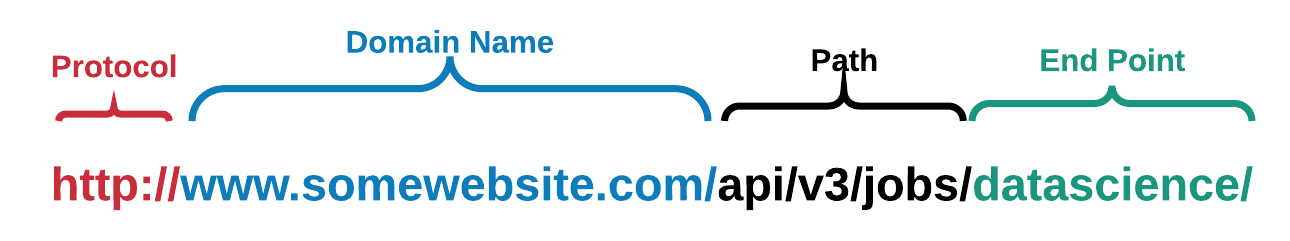 Protocol
Domain Name
Path
End Point
http://www.somewebsite.com/api/v3/jobs/datascience/